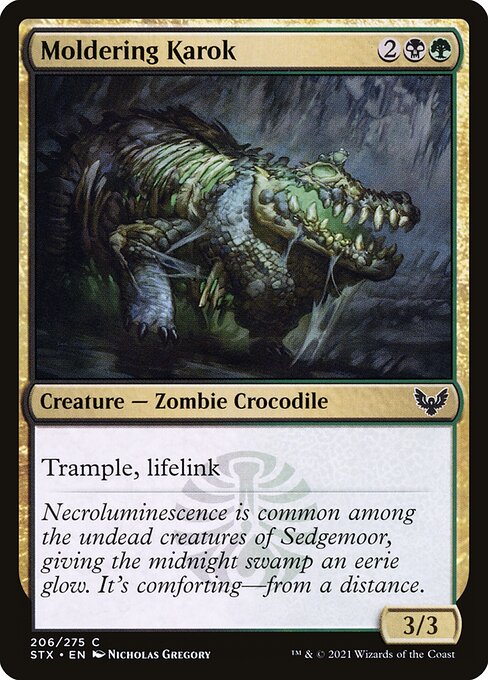 Moldering Karok 2
Creature — Zombie Crocodile
Trample, lifelink
Necroluminescence is common among
the undead creatures of Sedgemoor,
giving the midnight swamp an eerie
glow. It's comforting—from a distance.
3/3
206/275 C
STX • EN Nicholas Gregory
™ & © 2021 Wizards of the Coast